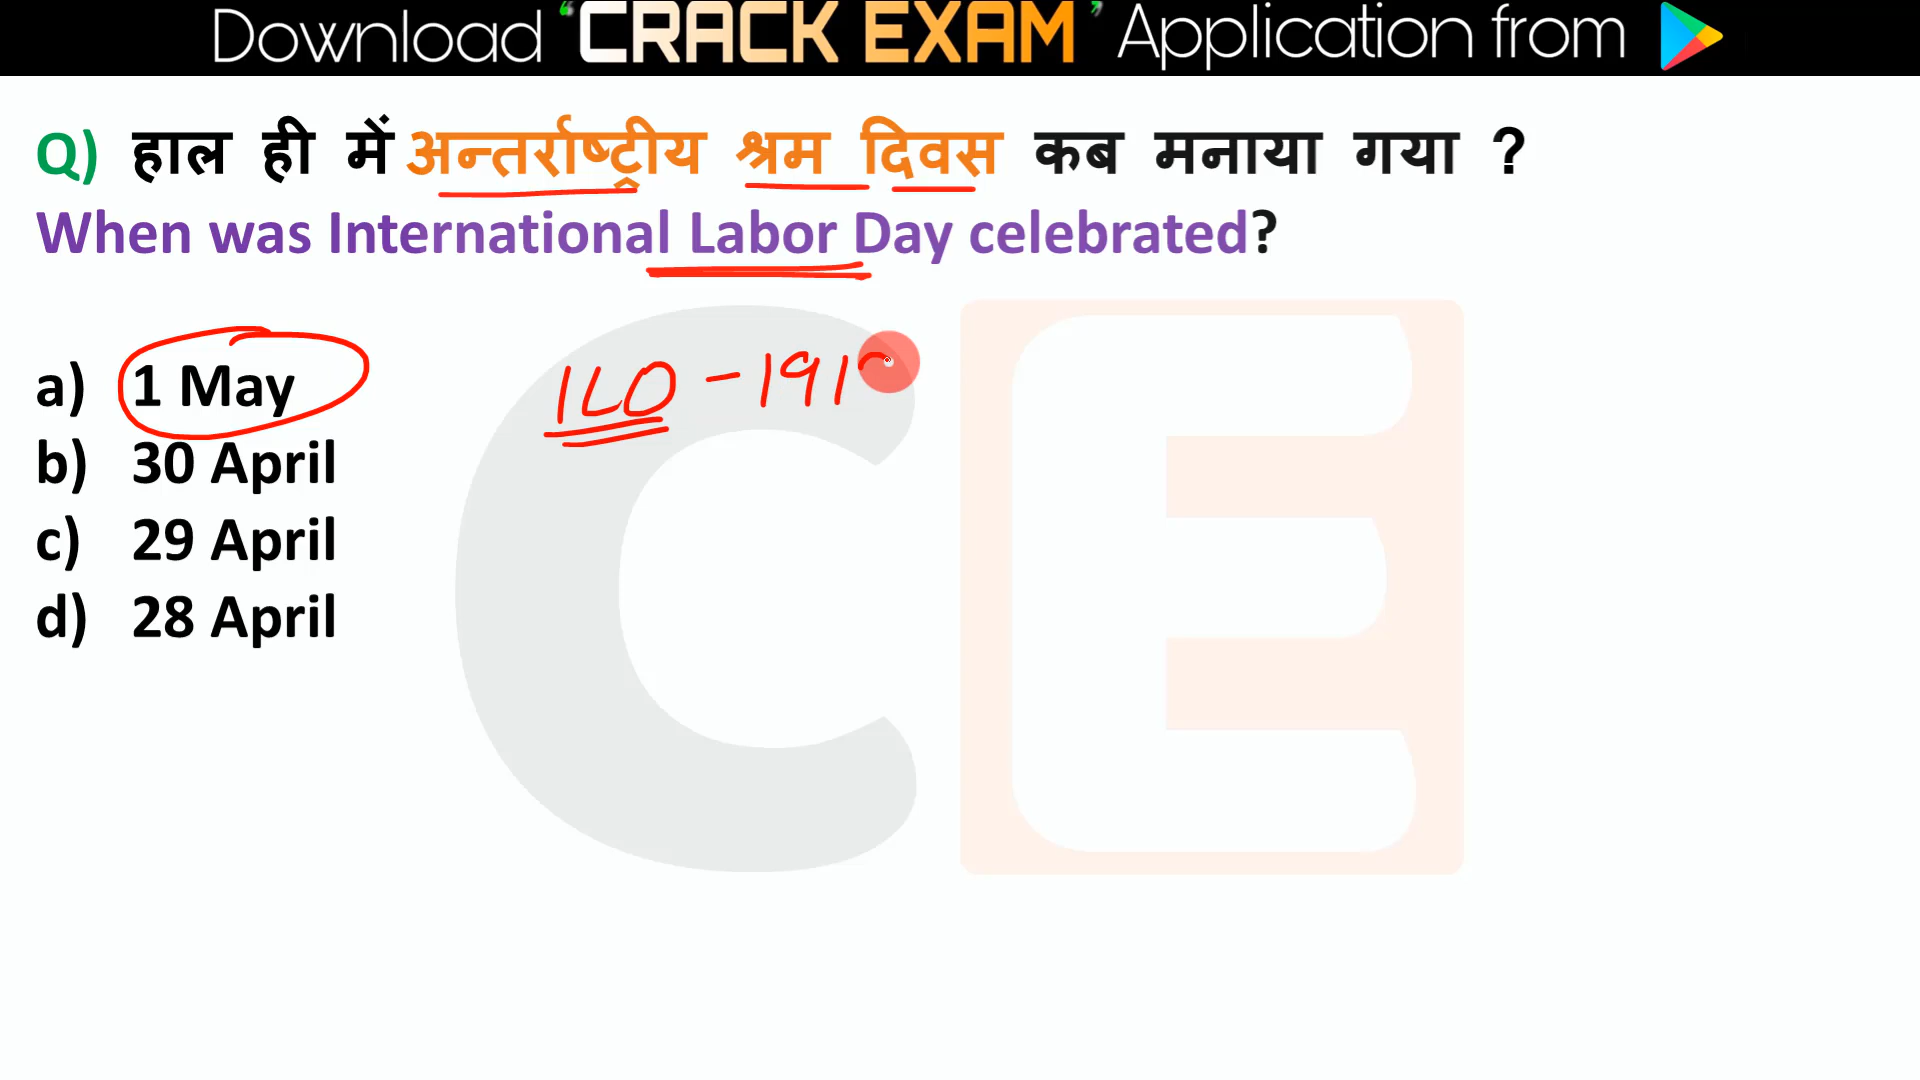 Download ‘CRACK EXAM’ Application from
Q) हाल ही में अन्तर्राष्ट्रीय श्रम दिवस कब मनाया गया ?
When was International Labor Day celebrated?
a) 1 May
ILO -
b) 30 April
c) 29 April
d) 28 April
CE